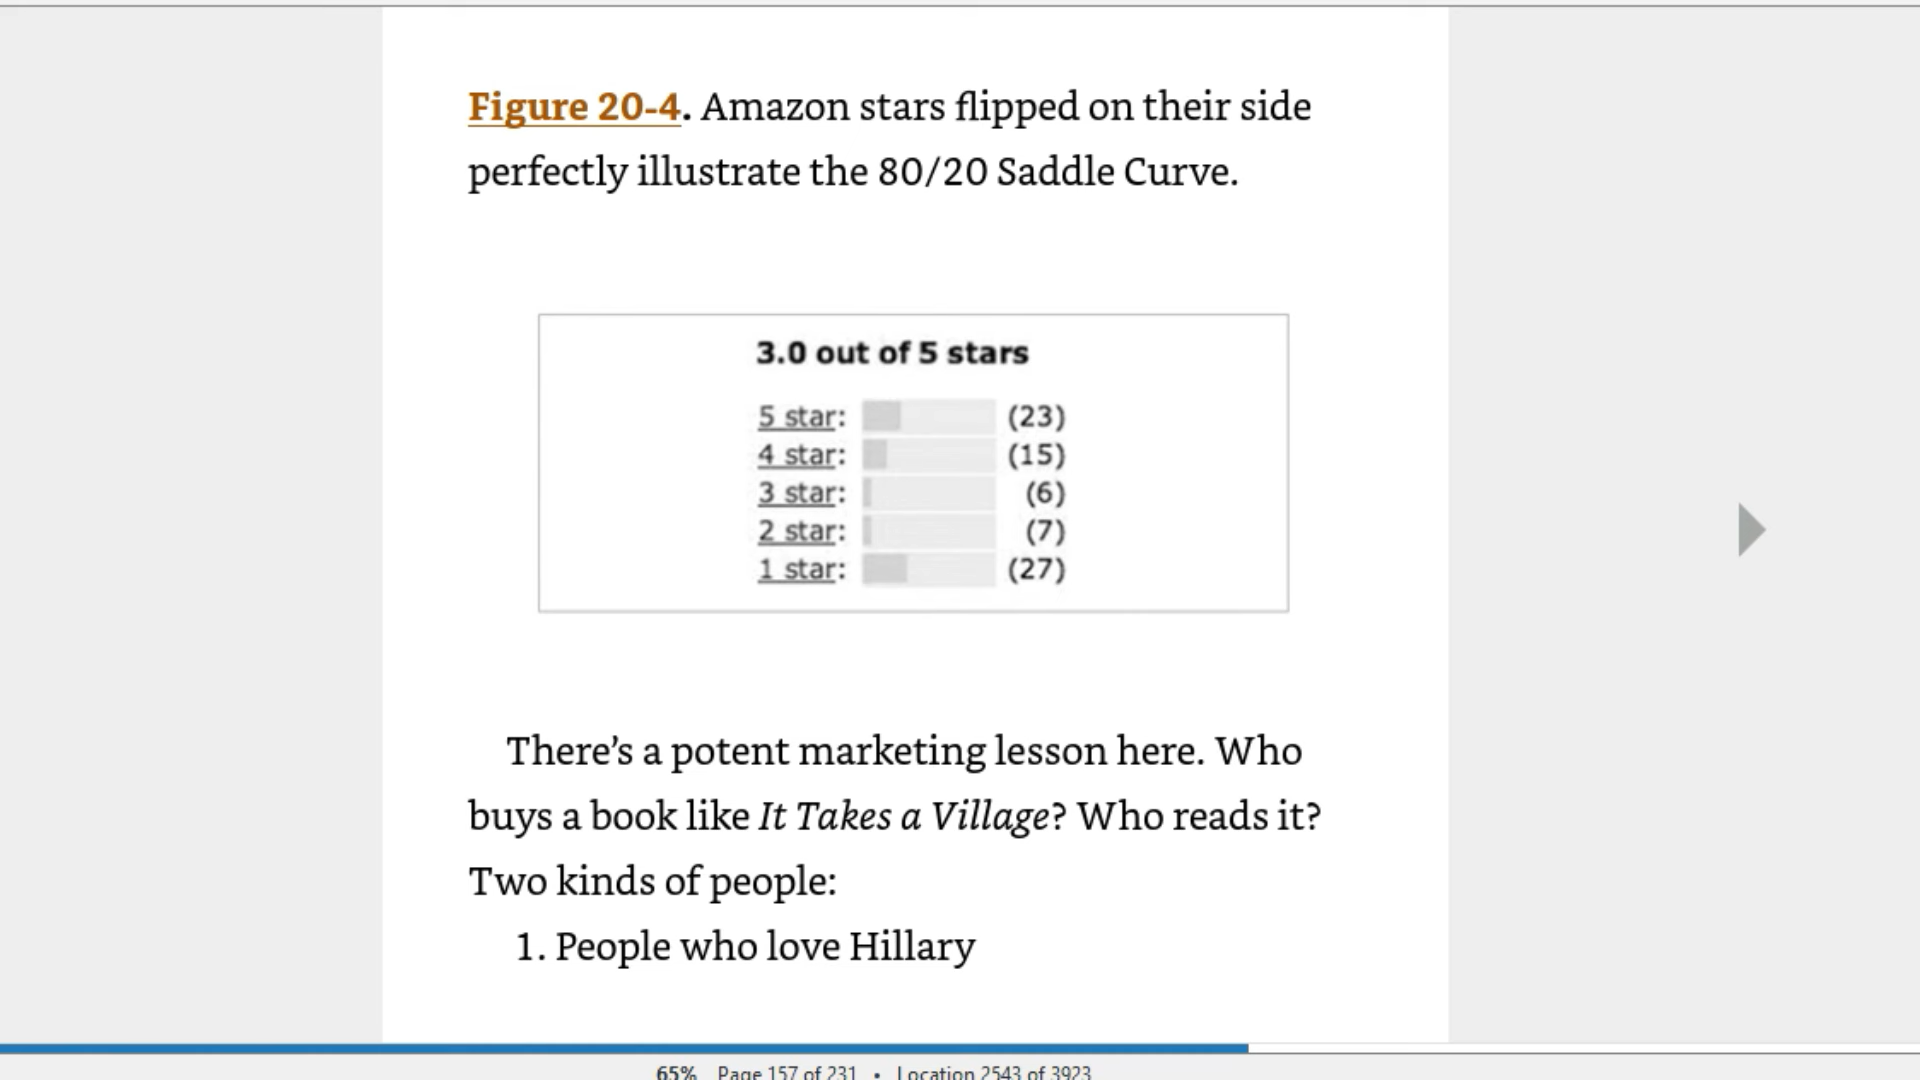 Figure 20-4. Amazon stars flipped on their side
perfectly illustrate the 80/20 Saddle Curve.
3.0 out of 5 stars
5 star: (23)
4 star: (15)
3 star: (6)
2 star: (7)
1 star: (27)
There’s a potent marketing lesson here. Who
buys a book like It Takes a Village? Who reads it?
Two kinds of people:
1. People who love Hillary
65% Page 157 of 231 • Location 2543 of 3923